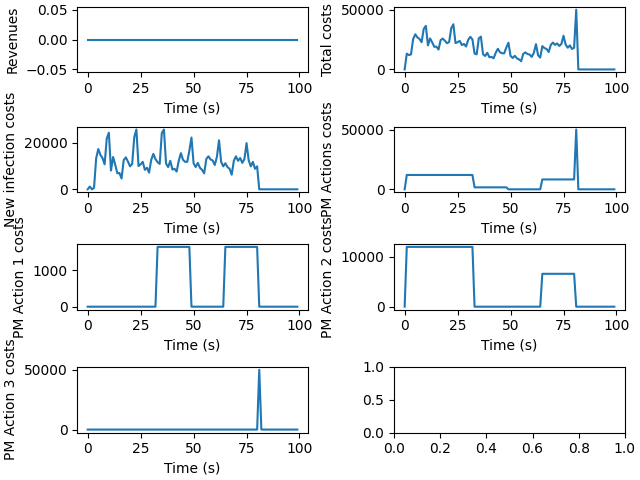 Revenues
0.05
0.00
−0.05
0 25 50 75 100
Time (s)
Total costs
50000
0
0 25 50 75 100
Time (s)
New infection costs
20000
0
0 25 50 75 100
Time (s)
PM Actions costs
50000
0
0 25 50 75 100
Time (s)
PM Action 1 costs
1000
0
0 25 50 75 100
Time (s)
PM Action 2 costs
10000
0
0 25 50 75 100
Time (s)
PM Action 3 costs
50000
0
0 25 50 75 100
Time (s)
1.0
0.5
0.0
0.0 0.2 0.4 0.6 0.8 1.0